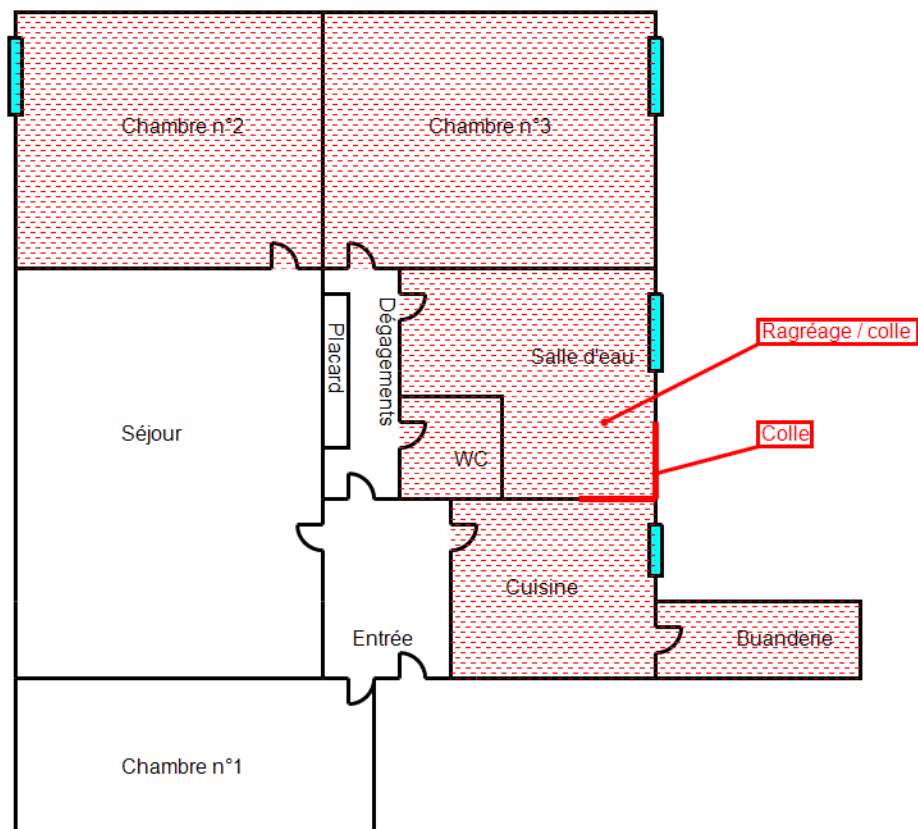 Chambre n°2
Chambre n°3
Ragréage / colle
Dégagements
Placard
Salle d'eau
Séjour
Colle
WC
Cuisine
Entrée
Buanderie
Chambre n°1